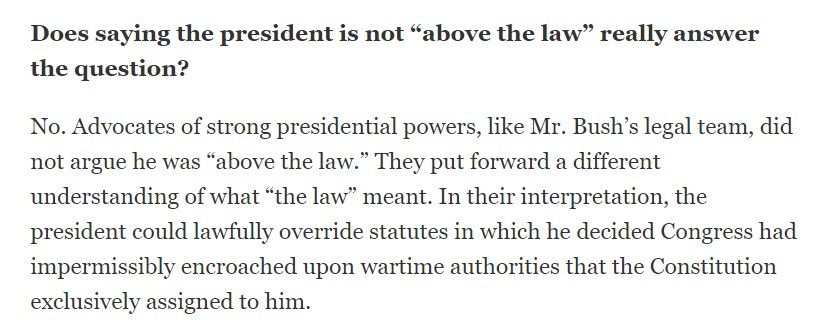 Does saying the president is not “above the law” really answer
the question?
No. Advocates of strong presidential powers, like Mr. Bush’s legal team, did
not argue he was “above the law.” They put forward a different
understanding of what “the law” meant. In their interpretation, the
president could lawfully override statutes in which he decided Congress had
impermissibly encroached upon wartime authorities that the Constitution
exclusively assigned to him.